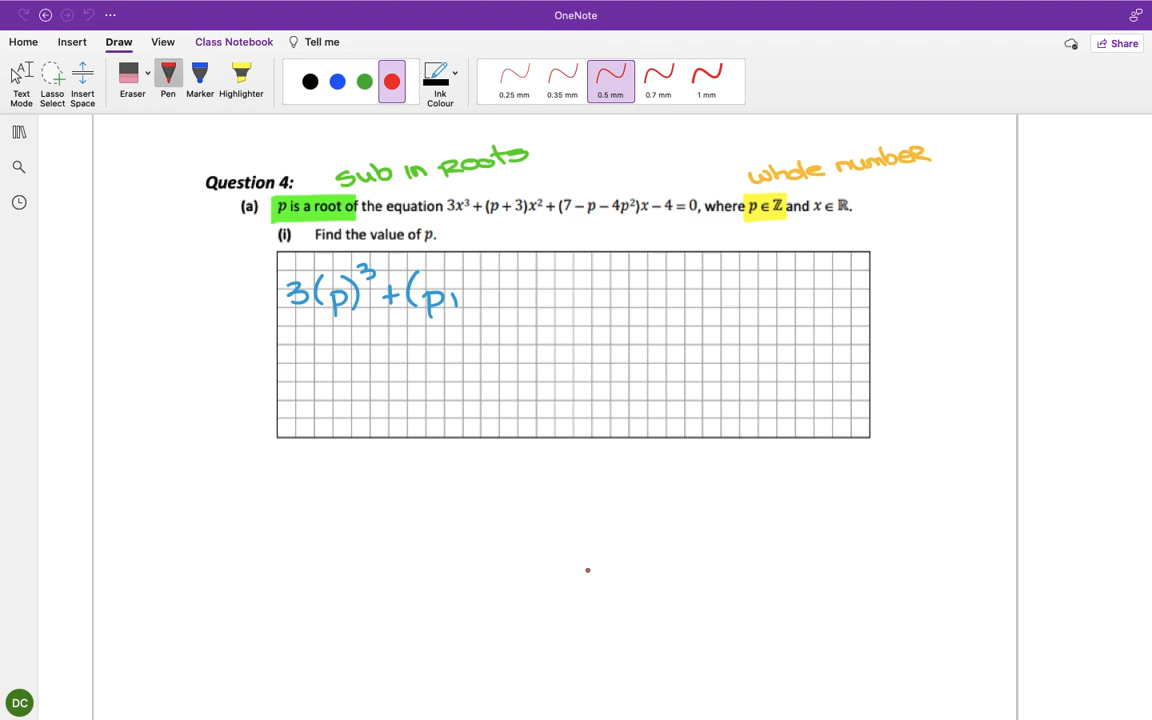 OneNote
Home Insert Draw View Class Notebook Tell me
Share
Text Mode
Lasso Select
Insert Space
Eraser
Pen
Marker
Highlighter
Ink Colour
0.25 mm 0.35 mm 0.5 mm 0.7 mm 1 mm
sub in roots
whole number
Question 4:
(a) p is a root of the equation 3x³ + (p + 3)x² + (7 − p − 4p²)x − 4 = 0, where p ∈ ℤ and x ∈ ℝ.
(i) Find the value of p.
3(p)³ + (p
DC